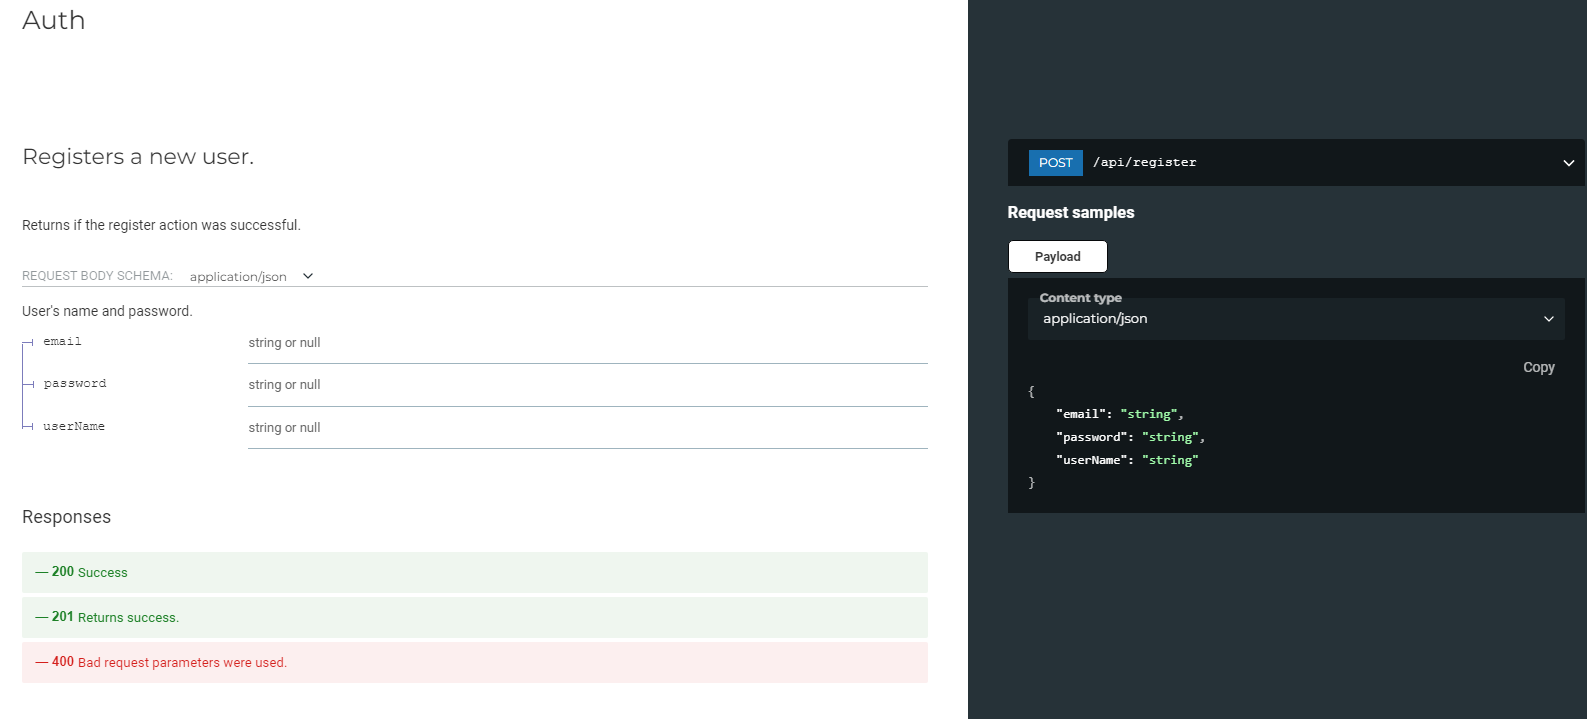 Auth
Registers a new user.
Returns if the register action was successful.
REQUEST BODY SCHEMA: application/json
User's name and password.
email string or null
password string or null
userName string or null
Responses
— 200 Success
— 201 Returns success.
— 400 Bad request parameters were used.
POST /api/register
Request samples
Payload
Content type
application/json
Copy
{
"email": "string",
"password": "string",
"userName": "string"
}